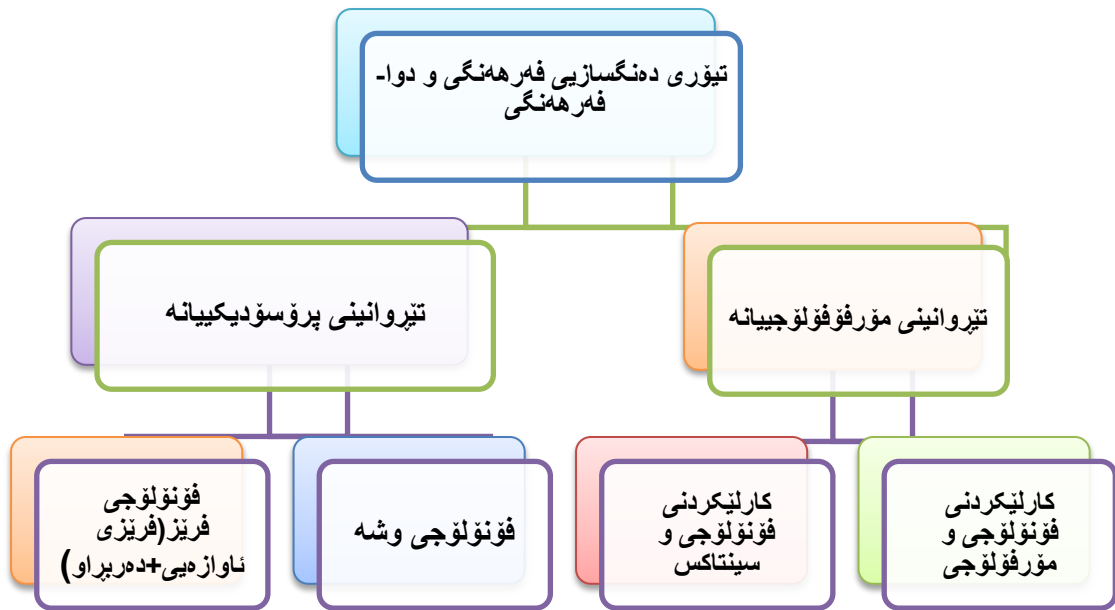 تیۆری دەنگسازیی فەرهەنگی و دوا-
فەرهەنگی
تێڕوانینی مۆرفۆفۆلۆجییانە
تێڕوانینی پرۆسۆدیکییانە
کارلێکردنی
فۆنۆلۆجی و
مۆرفۆلۆجی
کارلێکردنی
فۆنۆلۆجی و
سینتاکس
فۆنۆلۆجی وشە
فۆنۆلۆجی
فرێز(فرێزی
ئاوازەیی+دەربڕاو)